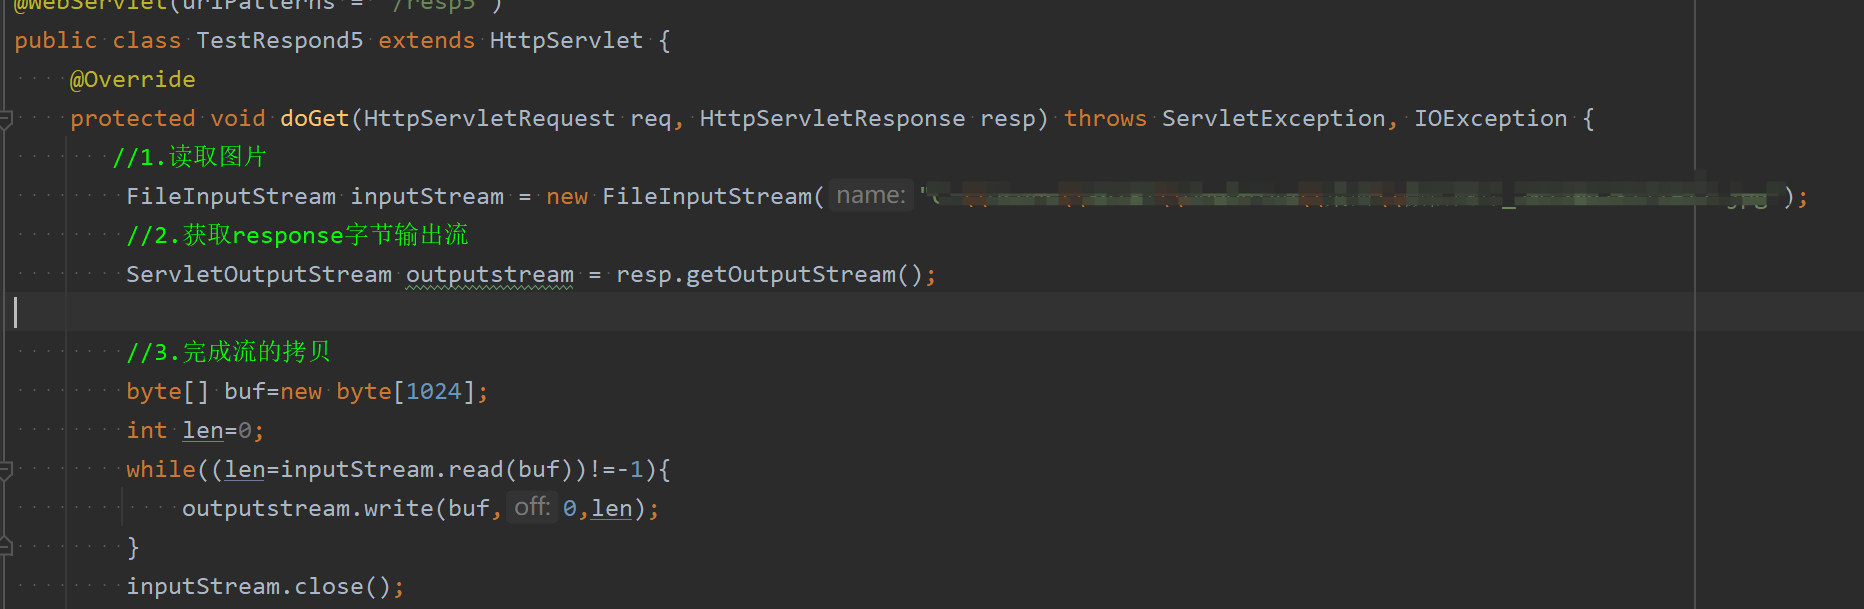 @WebServlet(urlPatterns = "/resp5")
public class TestRespond5 extends HttpServlet {
@Override
protected void doGet(HttpServletRequest req, HttpServletResponse resp) throws ServletException, IOException {
//1.读取图片
FileInputStream inputStream = new FileInputStream( name: ");
//2.获取response字节输出流
ServletOutputStream outputstream = resp.getOutputStream();
//3.完成流的拷贝
byte[] buf=new byte[1024];
int len=0;
while((len=inputStream.read(buf))!=-1){
outputstream.write(buf, off: 0,len);
}
inputStream.close();